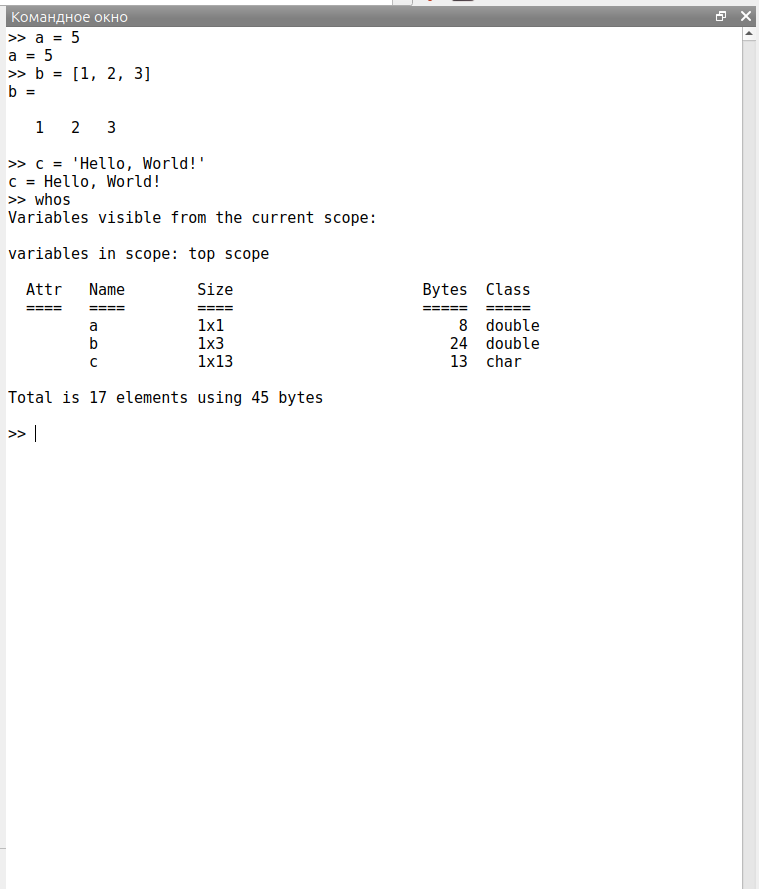 Командное окно
>> a = 5
a = 5
>> b = [1, 2, 3]
b =
   1   2   3
>> c = 'Hello, World!'
c = Hello, World!
>> whos
Variables visible from the current scope:
variables in scope: top scope
  Attr   Name        Size                     Bytes  Class
  ====   ====        ====                     =====  =====
         a           1x1                          8  double
         b           1x3                         24  double
         c           1x13                        13  char
Total is 17 elements using 45 bytes
>>